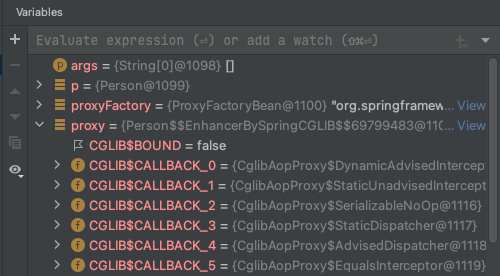 Variables
Evaluate expression (⏎) or add a watch (⇧⌘⏎)
args = {String[0]@1098} []
p = {Person@1099}
proxyFactory = {ProxyFactoryBean@1100} "org.springframew... View
proxy = {Person$$EnhancerBySpringCGLIB$$69799483@110... View
CGLIB$BOUND = false
CGLIB$CALLBACK_0 = {CglibAopProxy$DynamicAdvisedIntercept
CGLIB$CALLBACK_1 = {CglibAopProxy$StaticUnadvisedIntercept
CGLIB$CALLBACK_2 = {CglibAopProxy$SerializableNoOp@1116}
CGLIB$CALLBACK_3 = {CglibAopProxy$StaticDispatcher@1117}
CGLIB$CALLBACK_4 = {CglibAopProxy$AdvisedDispatcher@1118
CGLIB$CALLBACK_5 = {CglibAopProxy$EqualsInterceptor@1119}